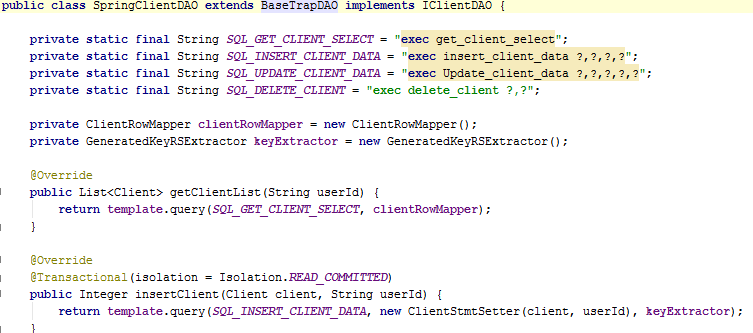 public class SpringClientDAO extends BaseTrapDAO implements IClientDAO {
private static final String SQL_GET_CLIENT_SELECT = "exec get_client_select";
private static final String SQL_INSERT_CLIENT_DATA = "exec insert_client_data ?,?,?,?";
private static final String SQL_UPDATE_CLIENT_DATA = "exec Update_client_data ?,?,?,?,?";
private static final String SQL_DELETE_CLIENT = "exec delete_client ?,?";
private ClientRowMapper clientRowMapper = new ClientRowMapper();
private GeneratedKeyRSExtractor keyExtractor = new GeneratedKeyRSExtractor();
@Override
public List<Client> getClientList(String userId) {
return template.query(SQL_GET_CLIENT_SELECT, clientRowMapper);
}
@Override
@Transactional(isolation = Isolation.READ_COMMITTED)
public Integer insertClient(Client client, String userId) {
return template.query(SQL_INSERT_CLIENT_DATA, new ClientStmtSetter(client, userId), keyExtractor);
}